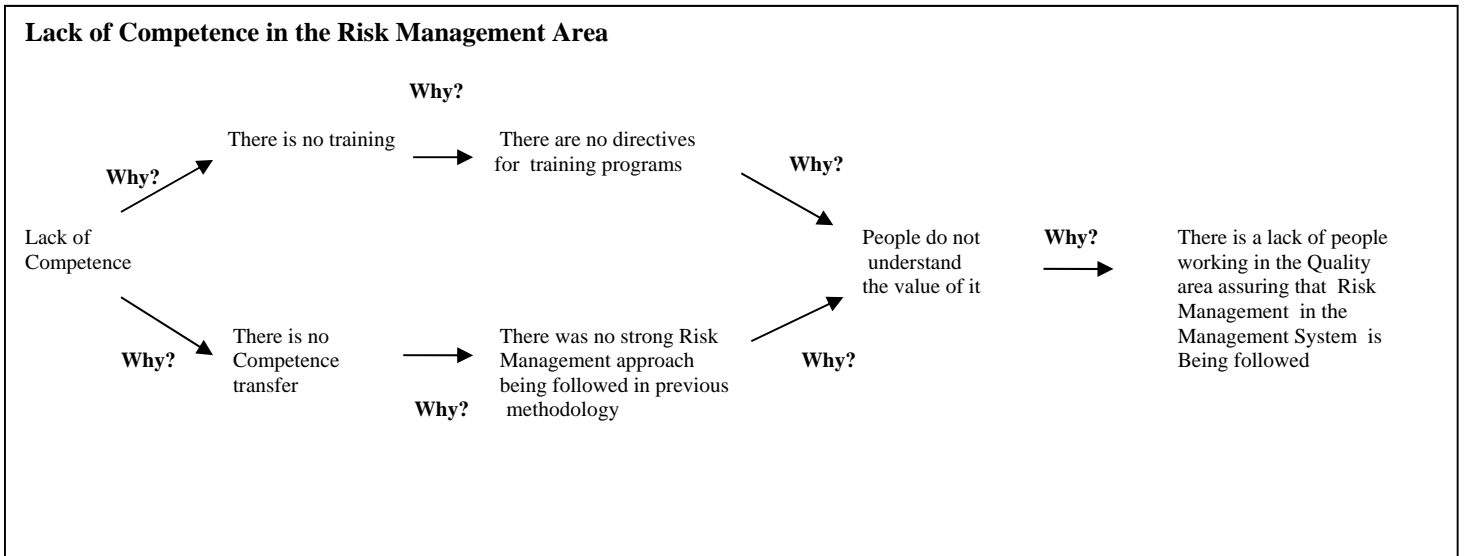 Lack of Competence in the Risk Management Area
Why?
There is no training
There are no directives
for training programs
Why?
Why?
Lack of
Competence
People do not
understand
the value of it
Why?
There is a lack of people
working in the Quality
area assuring that Risk
Management in the
Management System is
Being followed
There is no
Competence
transfer
Why?
There was no strong Risk
Management approach
being followed in previous
methodology
Why?
Why?